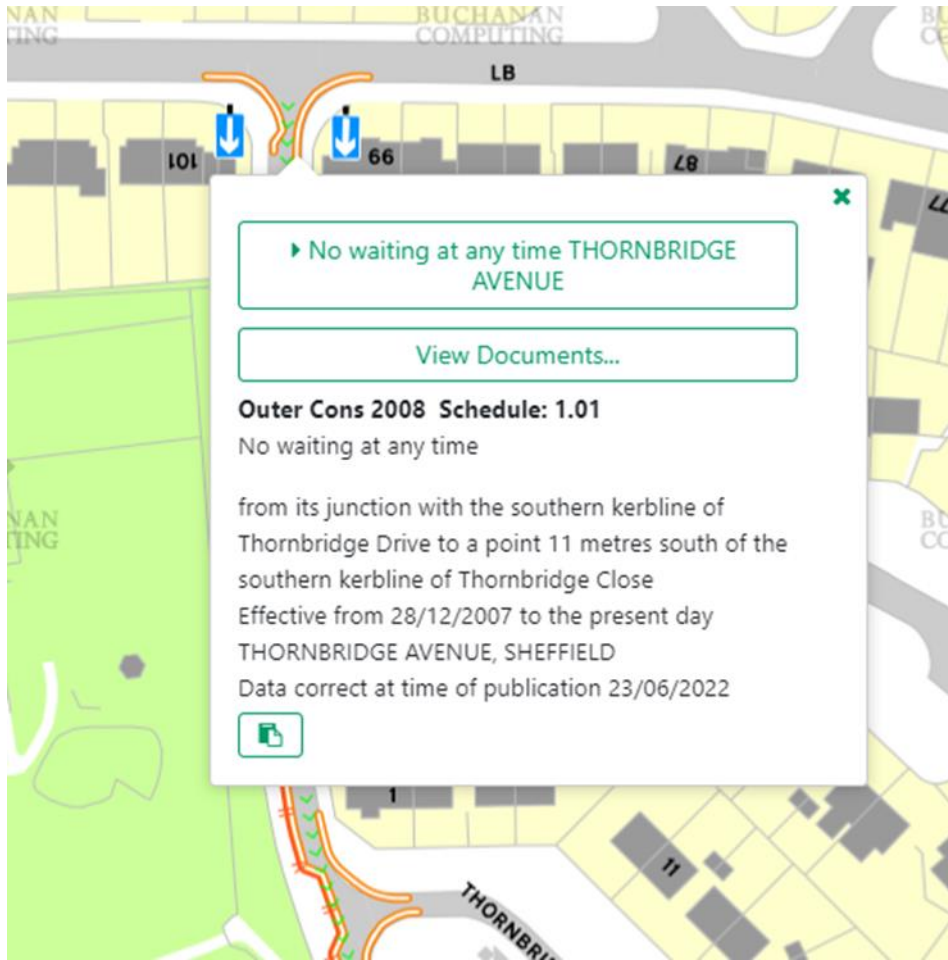 BUCHANAN
COMPUTING
LB
101
99
87
▸ No waiting at any time THORNBRIDGE
AVENUE
View Documents...
Outer Cons 2008 Schedule: 1.01
No waiting at any time
from its junction with the southern kerbline of
Thornbridge Drive to a point 11 metres south of the
southern kerbline of Thornbridge Close
Effective from 28/12/2007 to the present day
THORNBRIDGE AVENUE, SHEFFIELD
Data correct at time of publication 23/06/2022
1
11